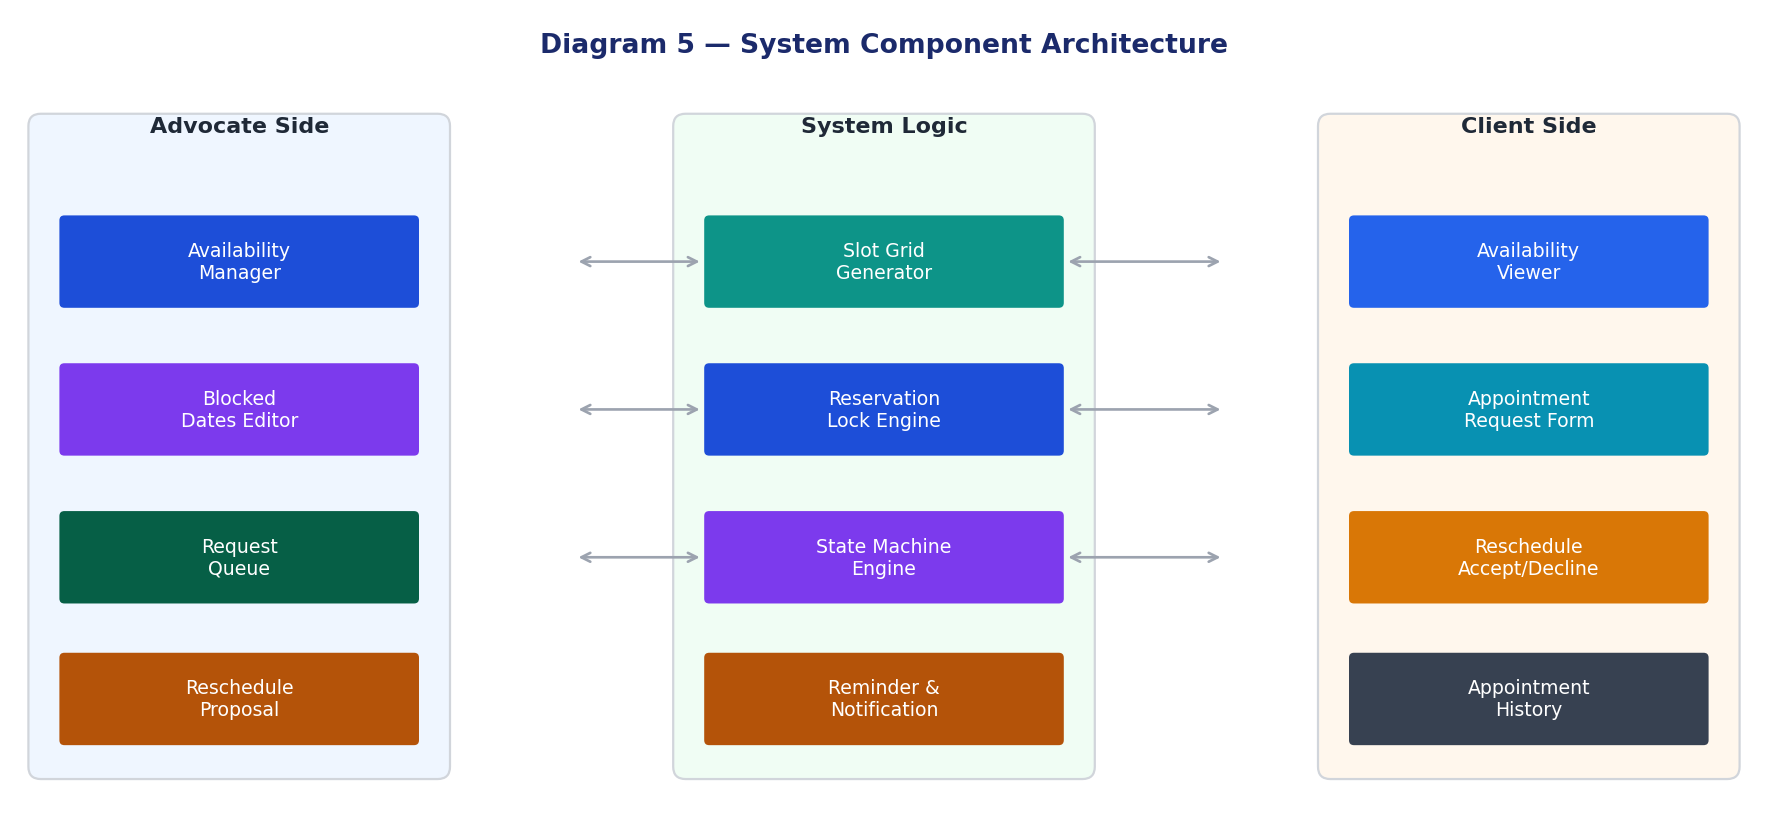 Diagram 5 — System Component Architecture
Advocate Side
Availability
Manager
Blocked
Dates Editor
Request
Queue
Reschedule
Proposal
System Logic
Slot Grid
Generator
Reservation
Lock Engine
State Machine
Engine
Reminder &
Notification
Client Side
Availability
Viewer
Appointment
Request Form
Reschedule
Accept/Decline
Appointment
History